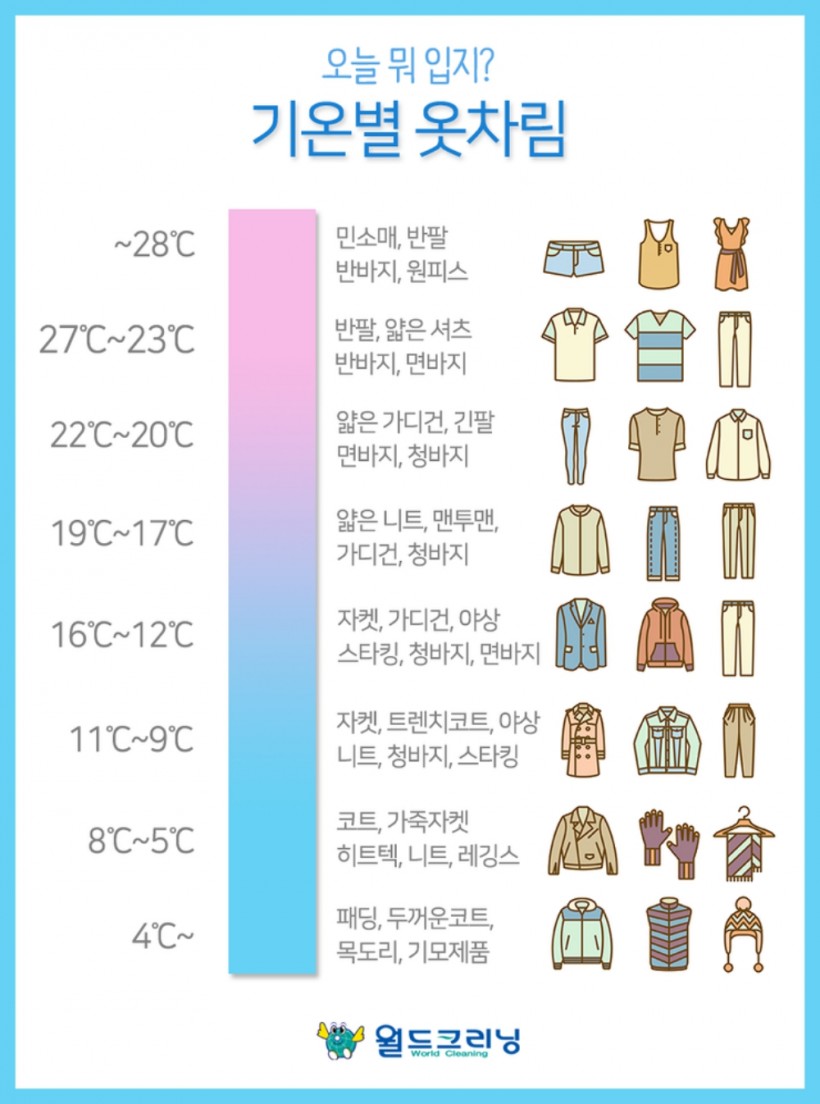 오늘 뭐 입지?
기온별 옷차림
~28℃
민소매, 반팔
반바지, 원피스
27℃~23℃
반팔, 얇은 셔츠
반바지, 면바지
22℃~20℃
얇은 가디건, 긴팔
면바지, 청바지
19℃~17℃
얇은 니트, 맨투맨,
가디건, 청바지
16℃~12℃
자켓, 가디건, 야상
스타킹, 청바지, 면바지
11℃~9℃
자켓, 트렌치코트, 야상
니트, 청바지, 스타킹
8℃~5℃
코트, 가죽자켓
히트텍, 니트, 레깅스
4℃~
패딩, 두꺼운코트,
목도리, 기모제품
월드크리닝
World Cleaning